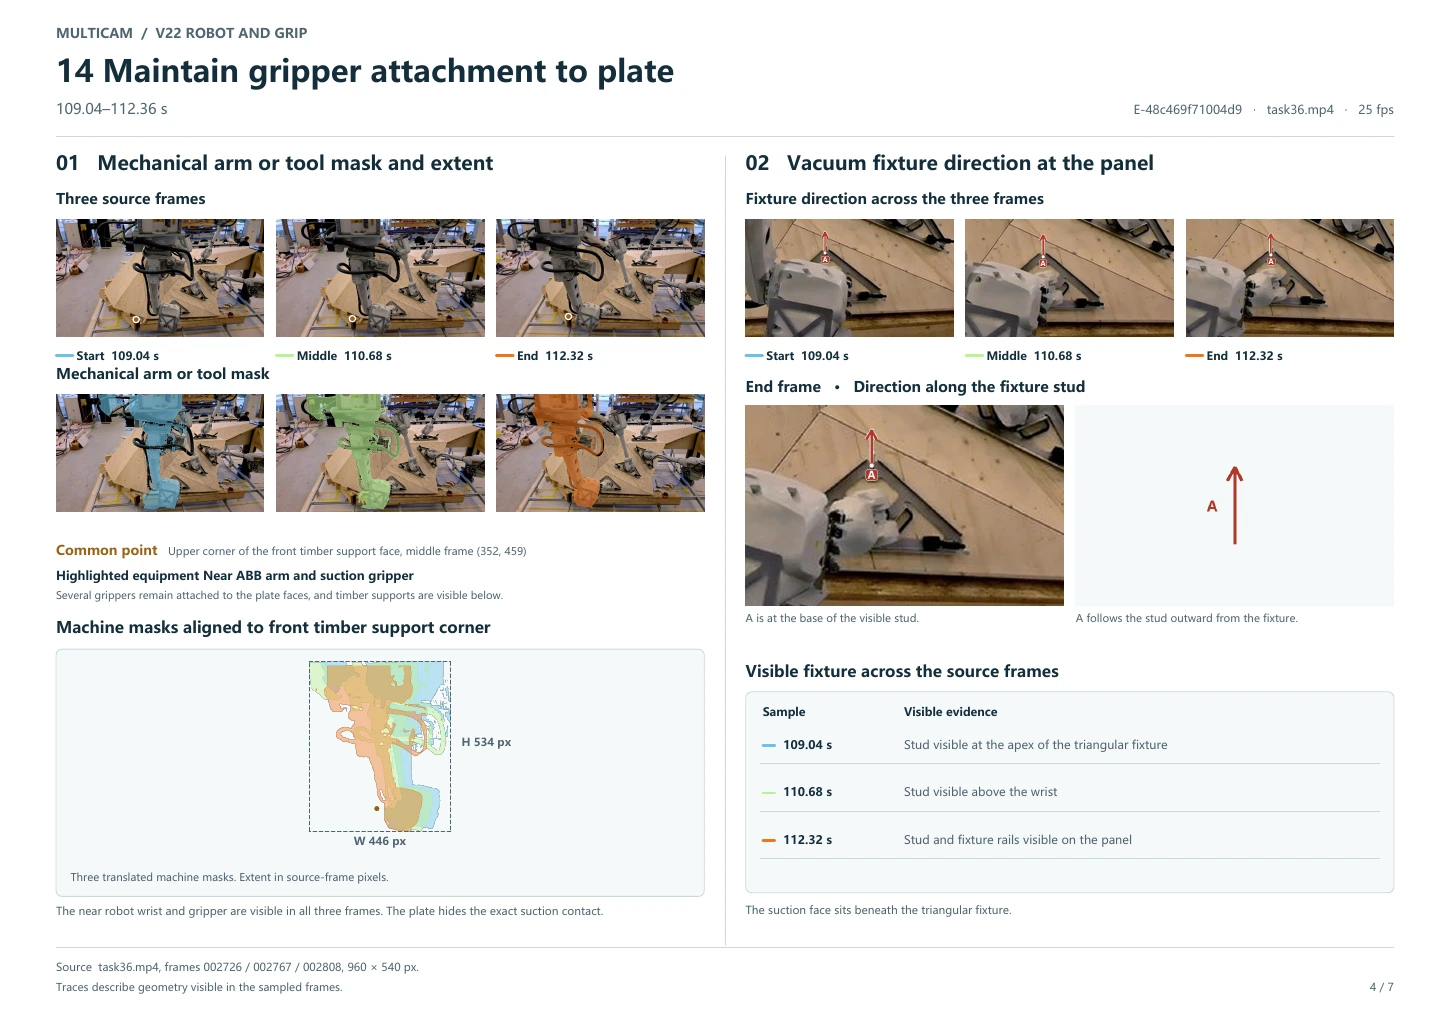 MULTICAM / V22 ROBOT AND GRIP
14 Maintain gripper attachment to plate
109.04–112.36 s
E-48c469f71004d9 · task36.mp4 · 25 fps
01 Mechanical arm or tool mask and extent
Three source frames
Start 109.04 s
Middle 110.68 s
End 112.32 s
Mechanical arm or tool mask
Common point Upper corner of the front timber support face, middle frame (352, 459)
Highlighted equipment Near ABB arm and suction gripper
Several grippers remain attached to the plate faces, and timber supports are visible below.
Machine masks aligned to front timber support corner
H 534 px
W 446 px
Three translated machine masks. Extent in source-frame pixels.
The near robot wrist and gripper are visible in all three frames. The plate hides the exact suction contact.
02 Vacuum fixture direction at the panel
Fixture direction across the three frames
A
A
A
Start 109.04 s
Middle 110.68 s
End 112.32 s
End frame • Direction along the fixture stud
A
A
A is at the base of the visible stud.
A follows the stud outward from the fixture.
Visible fixture across the source frames
Sample Visible evidence
109.04 s Stud visible at the apex of the triangular fixture
110.68 s Stud visible above the wrist
112.32 s Stud and fixture rails visible on the panel
The suction face sits beneath the triangular fixture.
Source task36.mp4, frames 002726 / 002767 / 002808, 960 × 540 px.
Traces describe geometry visible in the sampled frames.
4 / 7